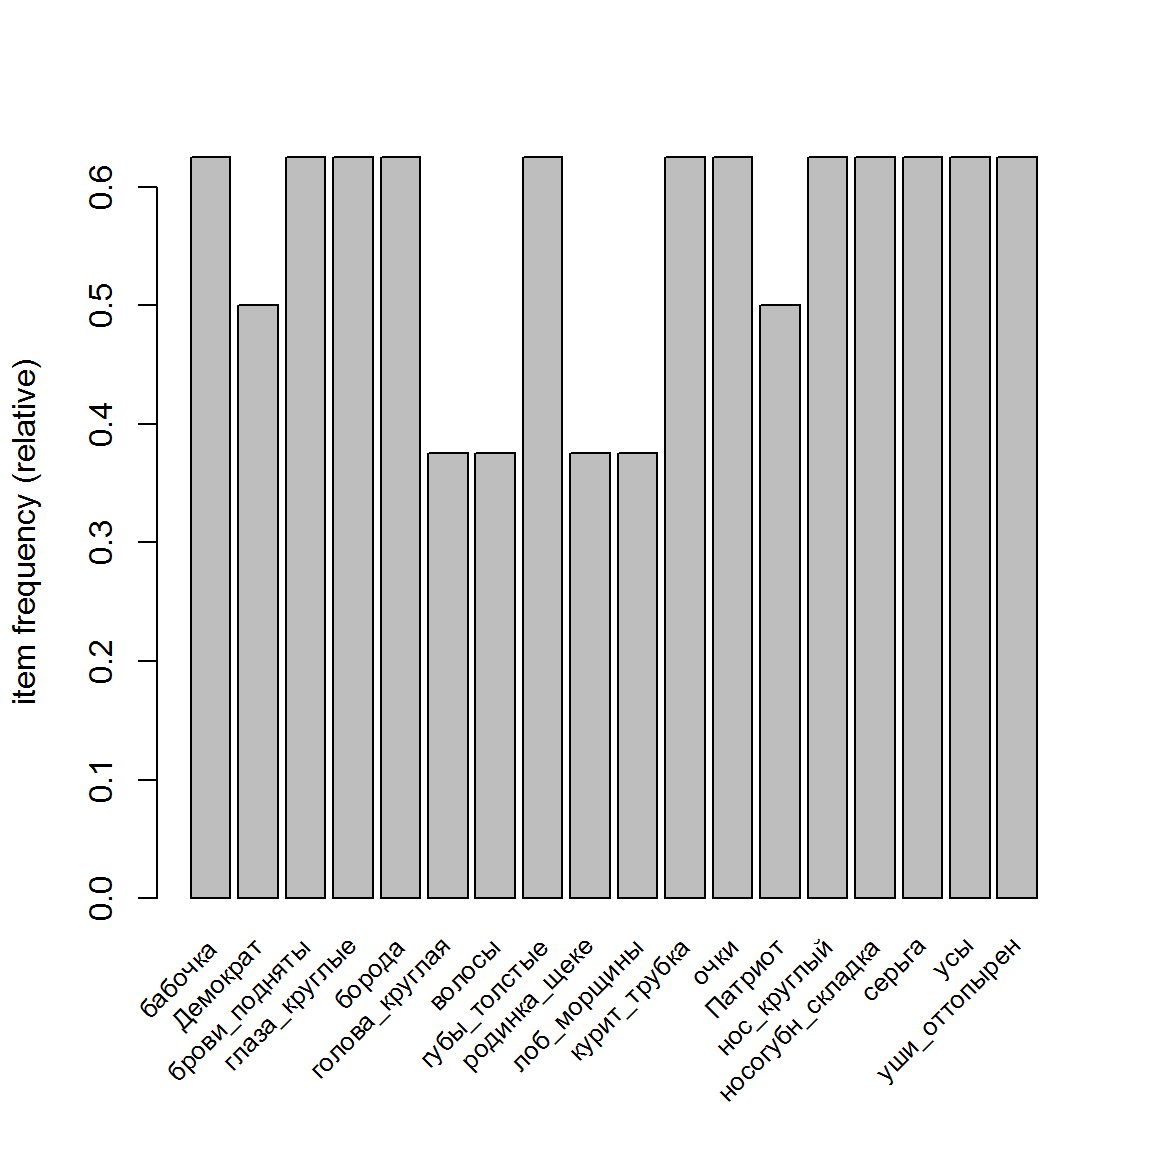 item frequency (relative)
0.6
0.5
0.4
0.3
0.2
0.1
0.0
бабочка
Демократ
брови_подняты
глаза_круглые
борода
голова_круглая
волосы
губы_толстые
родинка_щеке
лоб_морщины
курит_трубка
очки
Патриот
нос_круглый
носогубн_складка
серьга
усы
уши_оттопырен